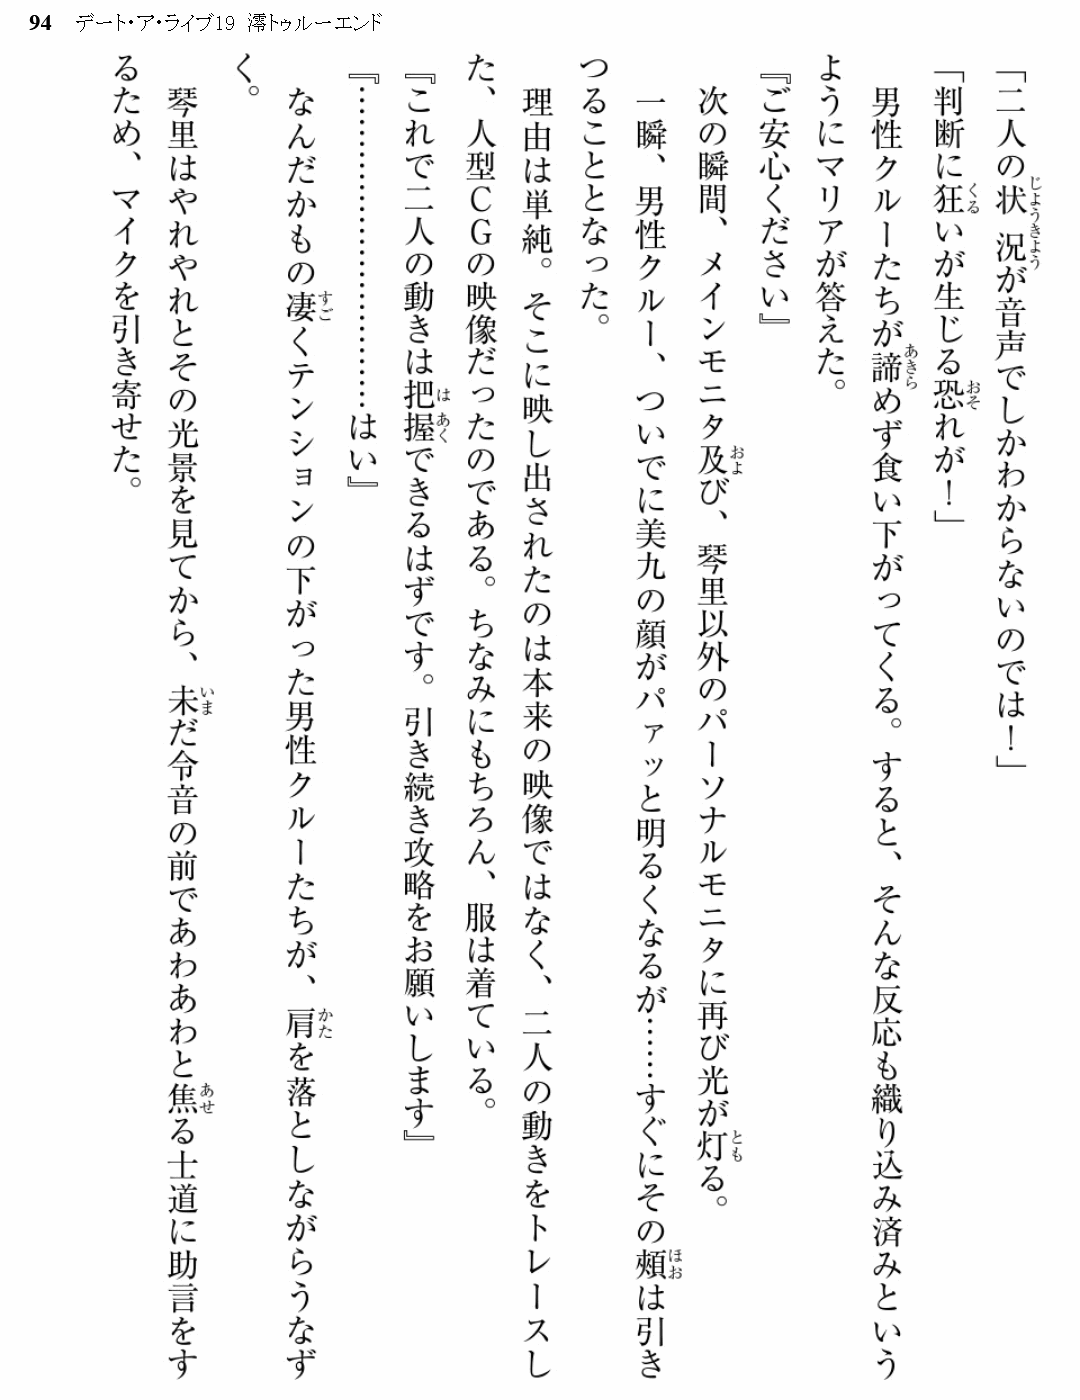 94 デート・ア・ライブ19 澪トゥルーエンド
「二人の状況が音声でしかわからないのでは！」
「判断に狂いが生じる恐れが！」
　男性クルーたちが諦めず食い下がってくる。すると、そんな反応も織り込み済みという
ようにマリアが答えた。
『ご安心ください』
　次の瞬間、メインモニタ及び、琴里以外のパーソナルモニタに再び光が灯る。
　一瞬、男性クルー、ついでに美九の顔がパァッと明るくなるが……すぐにその頰は引き
つることとなった。
　理由は単純。そこに映し出されたのは本来の映像ではなく、二人の動きをトレースし
た、人型ＣＧの映像だったのである。ちなみにもちろん、服は着ている。
『これで二人の動きは把握できるはずです。引き続き攻略をお願いします』
『…………………………はい』
　なんだかもの凄くテンションの下がった男性クルーたちが、肩を落としながらうなず
く。
　琴里はやれやれとその光景を見てから、未だ令音の前であわあわと焦る士道に助言をす
るため、マイクを引き寄せた。